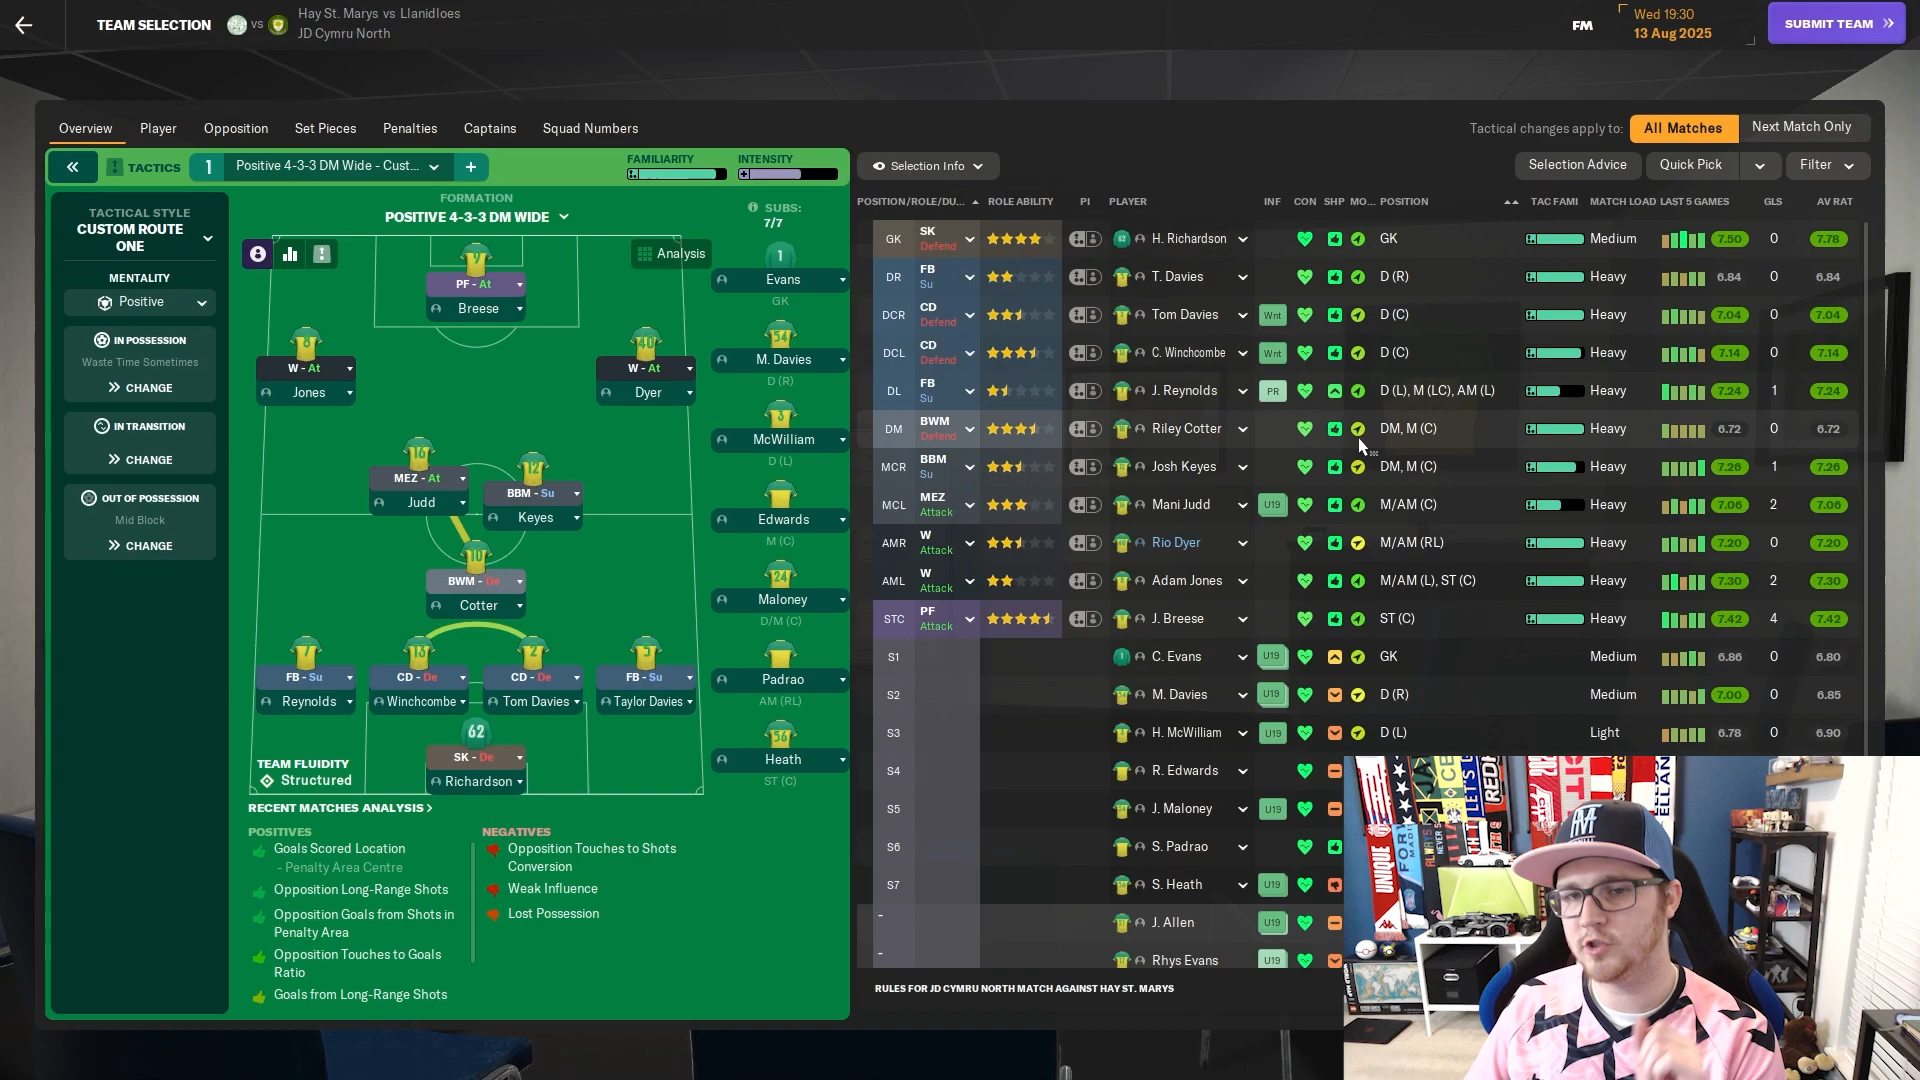 TEAM SELECTION
vs
Hay St. Marys vs Llanidloes
JD Cymru North
FM
Wed 19:30
13 Aug 2025
SUBMIT TEAM
Overview
Player
Opposition
Set Pieces
Penalties
Captains
Squad Numbers
Tactical changes apply to:
All Matches
Next Match Only
TACTICS
1
Positive 4-3-3 DM Wide - Cust...
+
FAMILIARITY
INTENSITY
Selection Info
Selection Advice
Quick Pick
Filter
TACTICAL STYLE
CUSTOM ROUTE
ONE
MENTALITY
Positive
IN POSSESSION
Waste Time Sometimes
CHANGE
IN TRANSITION
CHANGE
OUT OF POSSESSION
Mid Block
CHANGE
FORMATION
POSITIVE 4-3-3 DM WIDE
Analysis
9
PF - At
Breese
8
W - At
Jones
40
W - At
Dyer
16
MEZ - At
Judd
12
BBM - Su
Keyes
10
BWM - De
Cotter
7
FB - Su
Reynolds
13
CD - De
Winchcombe
2
CD - De
Tom Davies
5
FB - Su
Taylor Davies
62
SK - De
Richardson
TEAM FLUIDITY
Structured
SUBS:
7/7
1
Evans
GK
54
M. Davies
D (R)
3
McWilliam
D (L)
Edwards
M (C)
24
Maloney
D/M (C)
Padrao
AM (RL)
56
Heath
ST (C)
RECENT MATCHES ANALYSIS >
POSITIVES
Goals Scored Location
- Penalty Area Centre
Opposition Long-Range Shots
Opposition Goals from Shots in
Penalty Area
Opposition Touches to Goals
Ratio
Goals from Long-Range Shots
NEGATIVES
Opposition Touches to Shots
Conversion
Weak Influence
Lost Possession
POSITION/ROLE/DU... ROLE ABILITY PI PLAYER INF CON SHP MO... POSITION TAC FAMI MATCH LOAD LAST 5 GAMES GLS AV RAT
GK SK Defend H. Richardson GK Medium 7.50 0 7.78
DR FB Su T. Davies D (R) Heavy 6.84 0 6.84
DCR CD Defend Tom Davies Wnt D (C) Heavy 7.04 0 7.04
DCL CD Defend C. Winchcombe Wnt D (C) Heavy 7.14 0 7.14
DL FB Su J. Reynolds PR D (L), M (LC), AM (L) Heavy 7.24 1 7.24
DM BWM Defend Riley Cotter DM, M (C) Heavy 6.72 0 6.72
MCR BBM Su Josh Keyes DM, M (C) Heavy 7.26 1 7.26
MCL MEZ Attack Mani Judd U19 M/AM (C) Heavy 7.06 2 7.06
AMR W Attack Rio Dyer M/AM (RL) Heavy 7.20 0 7.20
AML W Attack Adam Jones M/AM (L), ST (C) Heavy 7.30 2 7.30
STC PF Attack J. Breese ST (C) Heavy 7.42 4 7.42
S1 C. Evans U19 GK Medium 6.86 0 6.80
S2 M. Davies U19 D (R) Medium 7.00 0 6.85
S3 H. McWilliam U19 D (L) Light 6.78 0 6.90
S4 R. Edwards
S5 J. Maloney U19
S6 S. Padrao
S7 S. Heath U19
- J. Allen U19
- Rhys Evans U19
RULES FOR JD CYMRU NORTH MATCH AGAINST HAY ST. MARYS
UNIQUE